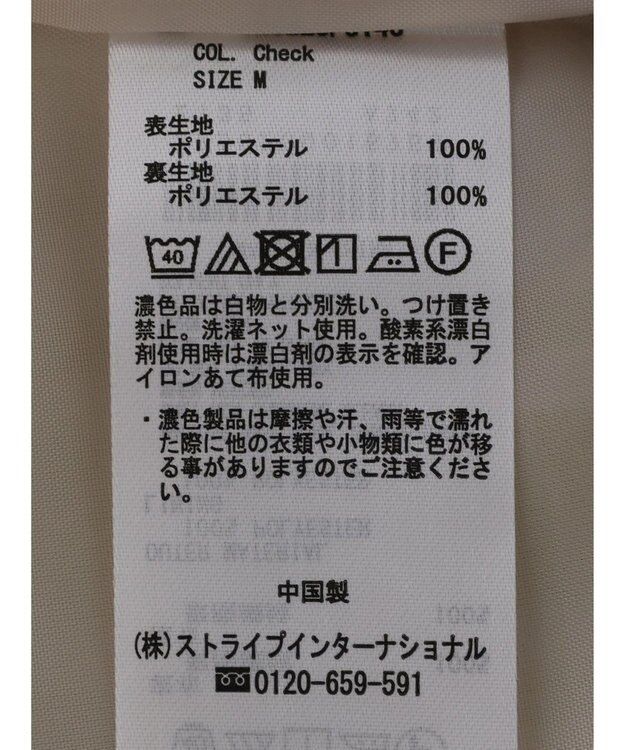 COL. Check
SIZE M
表生地
ポリエステル 100%
裏生地
ポリエステル 100%
40 F
濃色品は白物と分別洗い。つけ置き
禁止。洗濯ネット使用。酸素系漂白
剤使用時は漂白剤の表示を確認。ア
イロンあて布使用。
・濃色製品は摩擦や汗、雨等で濡れ
た際に他の衣類や小物類に色が移
る事がありますのでご注意くださ
い。
中国製
(株)ストライプインターナショナル
0120-659-591